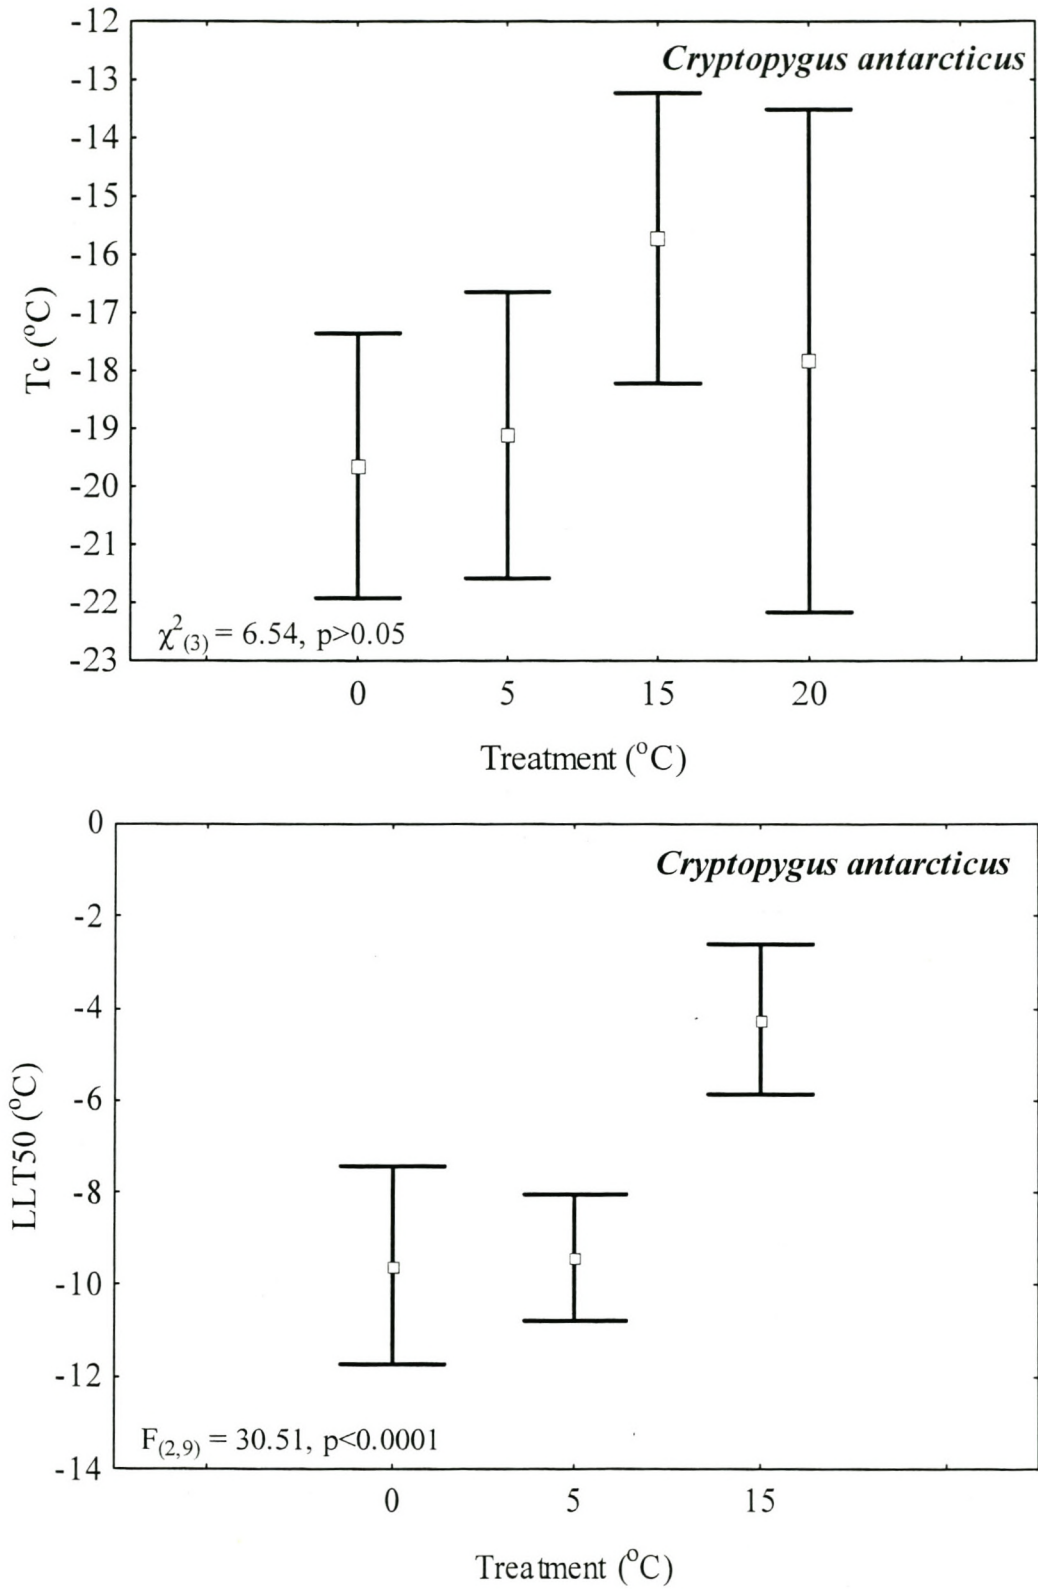 -12
Cryptopygus antarcticus
-13
-14
-15
-16
-17
-18
-19
-20
-21
-22
-23
Tc (°C)
χ²(3) = 6.54, p>0.05
0 5 15 20
Treatment (°C)
0
Cryptopygus antarcticus
-2
-4
-6
-8
-10
-12
-14
LLT50 (°C)
F(2,9) = 30.51, p<0.0001
0 5 15
Treatment (°C)